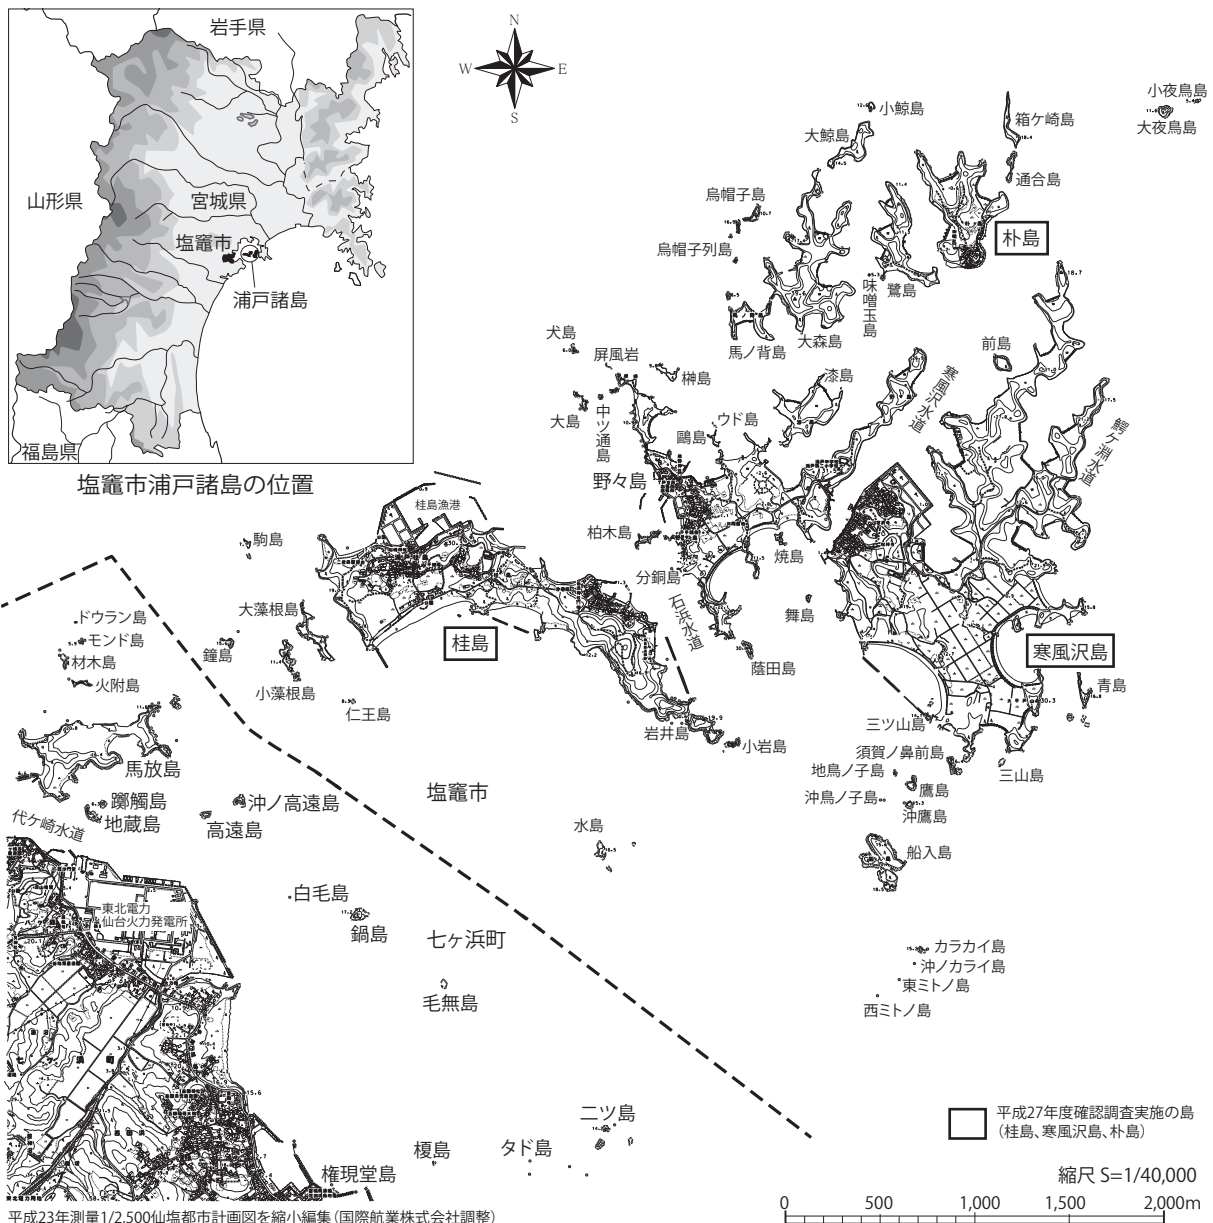 岩手県
山形県
宮城県
塩竈市
浦戸諸島
福島県
塩竈市浦戸諸島の位置
N
W
E
S
小夜鳥島
大夜鳥島
小鯨島
大鯨島
箱ケ崎島
通合島
烏帽子島
烏帽子列島
朴島
味噌玉島
鷺島
馬ノ背島
大森島
前島
犬島
屏風岩
榊島
漆島
寒風沢水道
大島
中ツ通島
ウド島
鷗島
鰐ケ淵水道
野々島
桂島漁港
柏木島
焼島
分銅島
石浜水道
舞島
駒島
大藻根島
桂島
蔭田島
寒風沢島
ドウラン島
モンド島
材木島
火附島
鐘島
小藻根島
仁王島
青島
岩井島
小岩島
三ツ山島
須賀ノ鼻前島
地鳥ノ子島
三山島
鷹島
沖鳥ノ子島
沖鷹島
馬放島
躑觸島
地蔵島
沖ノ高遠島
高遠島
代ケ崎水道
塩竈市
水島
船入島
東北電力
仙台火力発電所
白毛島
鍋島
七ヶ浜町
毛無島
カラカイ島
沖ノカライ島
東ミトノ島
西ミトノ島
二ツ島
榎島
タド島
権現堂島
平成27年度確認調査実施の島
(桂島、寒風沢島、朴島)
縮尺 S=1/40,000
0 500 1,000 1,500 2,000m
平成23年測量1/2,500仙塩都市計画図を縮小編集(国際航業株式会社調整)